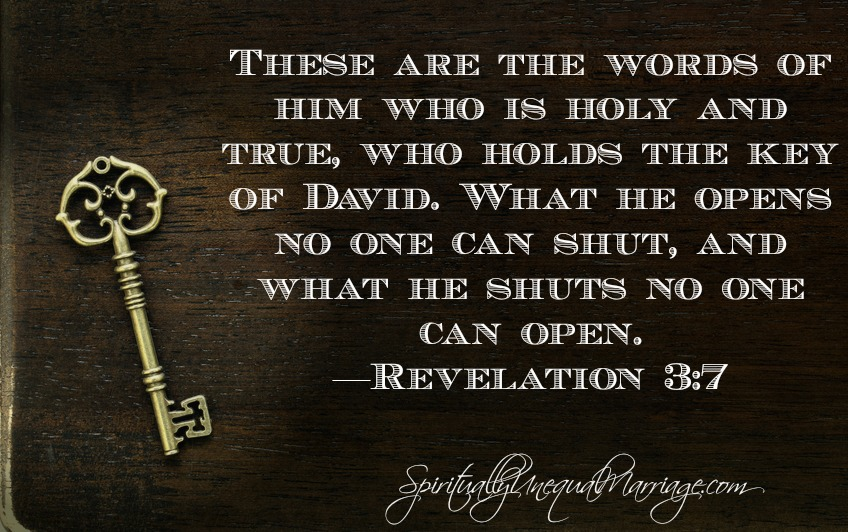 These are the words of
him who is holy and
true, who holds the key
of David. What he opens
no one can shut, and
what he shuts no one
can open.
—Revelation 3:7
SpirituallyUnequalMarriage.com